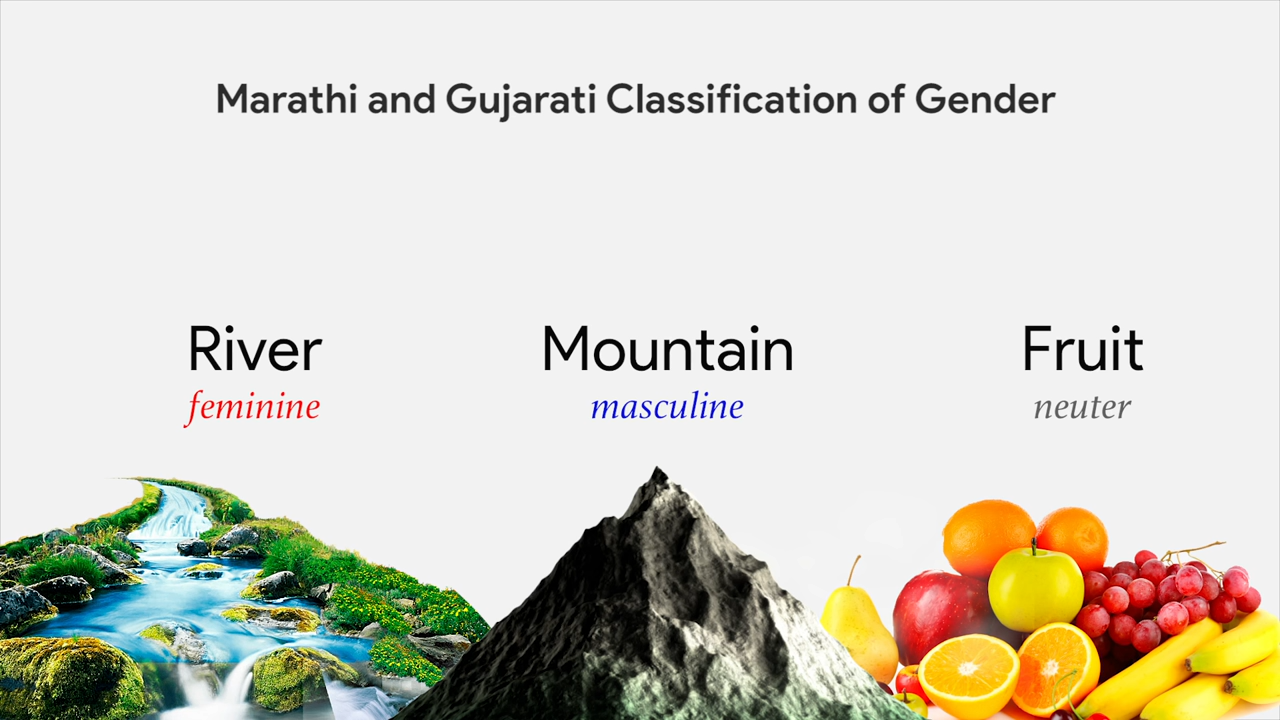 Marathi and Gujarati Classification of Gender
River
feminine
Mountain
masculine
Fruit
neuter